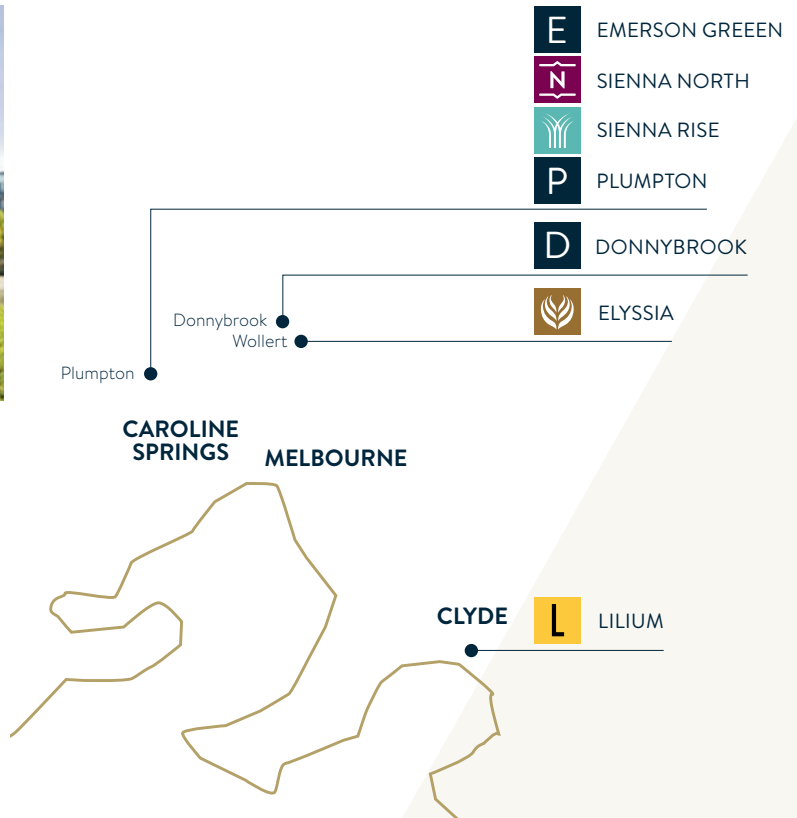 E EMERSON GREEEN
N SIENNA NORTH
SIENNA RISE
P PLUMPTON
D DONNYBROOK
ELYSSIA
Donnybrook
Wollert
Plumpton
CAROLINE
SPRINGS
MELBOURNE
CLYDE
L LILIUM